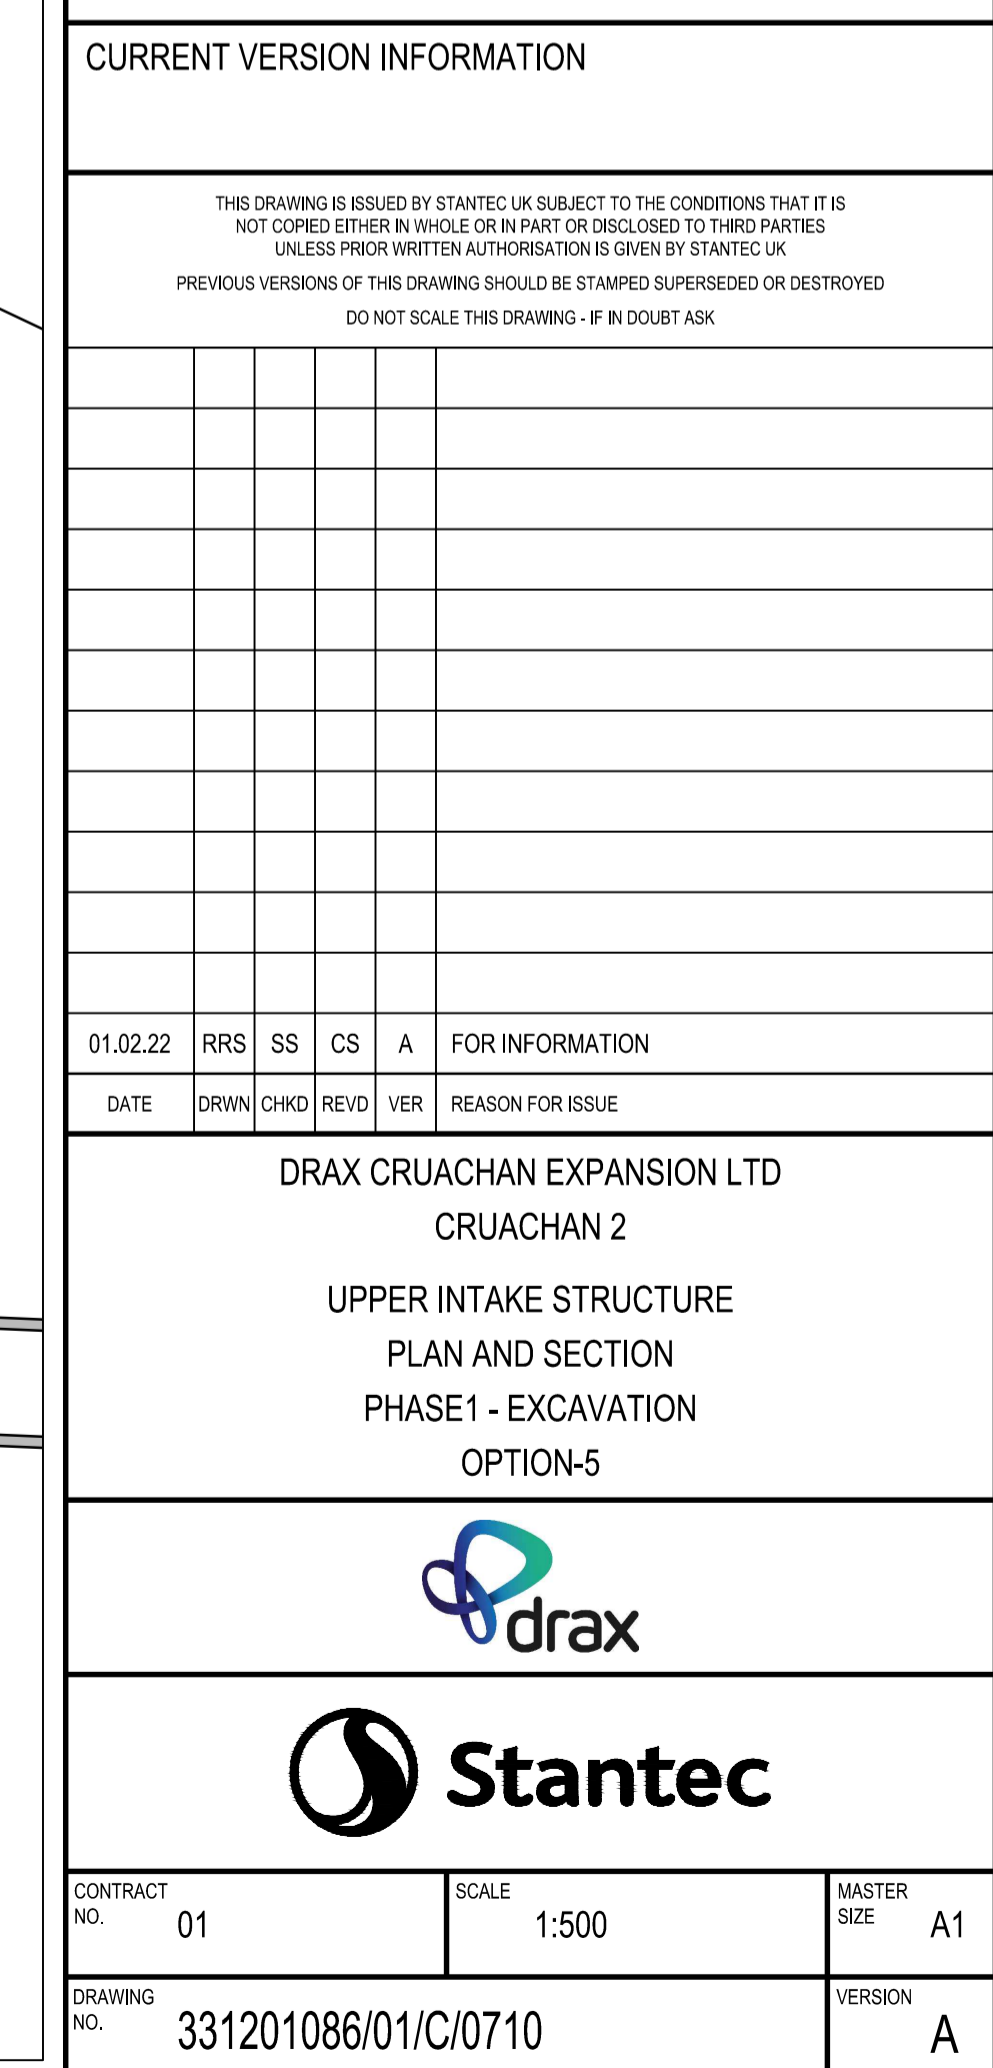 CURRENT VERSION INFORMATION
THIS DRAWING IS ISSUED BY STANTEC UK SUBJECT TO THE CONDITIONS THAT IT IS
NOT COPIED EITHER IN WHOLE OR IN PART OR DISCLOSED TO THIRD PARTIES
UNLESS PRIOR WRITTEN AUTHORISATION IS GIVEN BY STANTEC UK
PREVIOUS VERSIONS OF THIS DRAWING SHOULD BE STAMPED SUPERSEDED OR DESTROYED
DO NOT SCALE THIS DRAWING - IF IN DOUBT ASK
01.02.22 RRS SS CS A FOR INFORMATION
DATE DRWN CHKD REVD VER REASON FOR ISSUE
DRAX CRUACHAN EXPANSION LTD
CRUACHAN 2
UPPER INTAKE STRUCTURE
PLAN AND SECTION
PHASE1 - EXCAVATION
OPTION-5
drax
Stantec
CONTRACT
NO. 01
SCALE
1:500
MASTER
SIZE A1
DRAWING
NO. 331201086/01/C/0710
VERSION
A